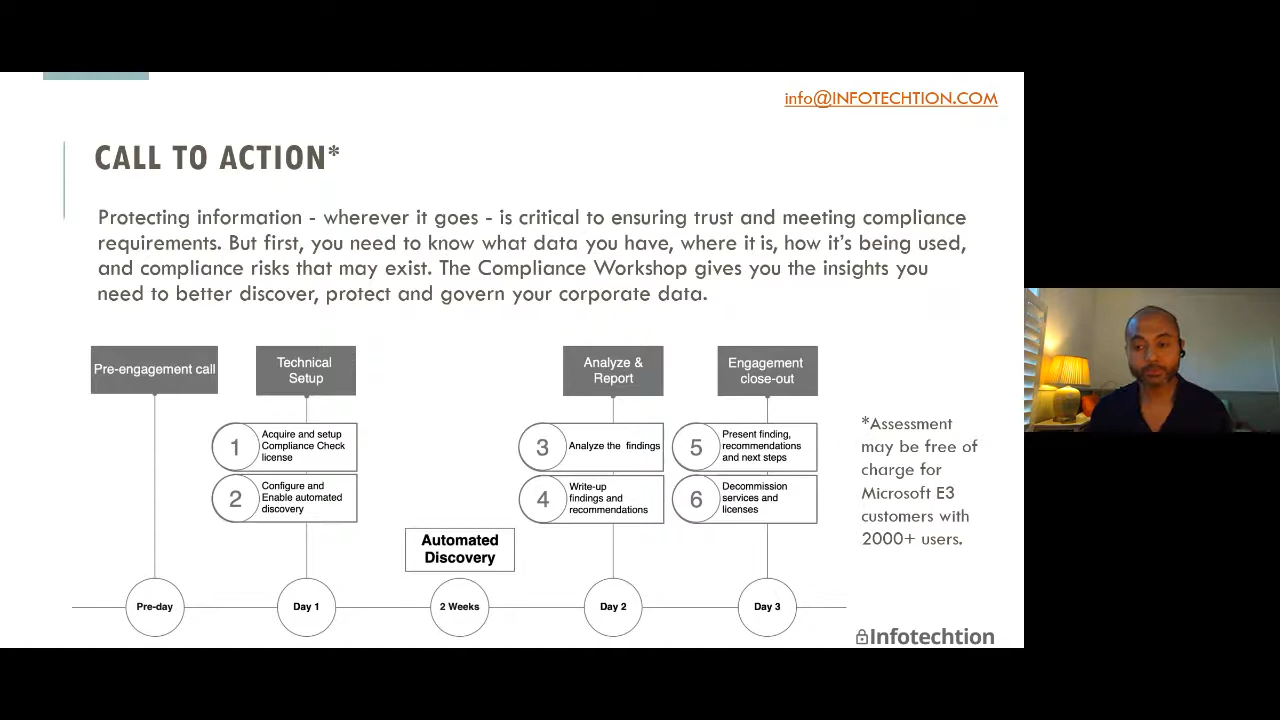 info@INFOTECHTION.COM
CALL TO ACTION*
Protecting information - wherever it goes - is critical to ensuring trust and meeting compliance
requirements. But first, you need to know what data you have, where it is, how it's being used,
and compliance risks that may exist. The Compliance Workshop gives you the insights you
need to better discover, protect and govern your corporate data.
Pre-engagement call
Technical
Setup
Analyze &
Report
Engagement
close-out
1
Acquire and setup
Compliance Check
license
2
Configure and
Enable automated
discovery
3
Analyze the findings
4
Write-up
findings and
recommendations
5
Present finding,
recommendations
and next steps
6
Decommission
services and
licenses
Automated
Discovery
Pre-day
Day 1
2 Weeks
Day 2
Day 3
*Assessment
may be free of
charge for
Microsoft E3
customers with
2000+ users.
Infotechtion